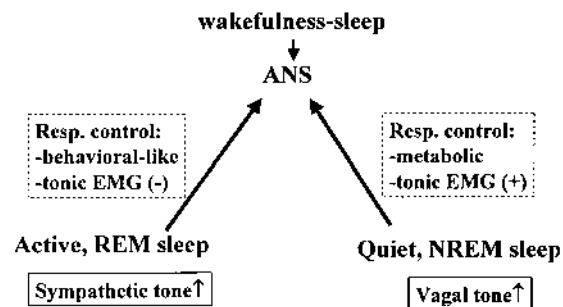 wakefulness-sleep
ANS
Resp. control:
-behavioral-like
-tonic EMG (-)
Resp. control:
-metabolic
-tonic EMG (+)
Active, REM sleep
Quiet, NREM sleep
Sympathetic tone↑
Vagal tone↑